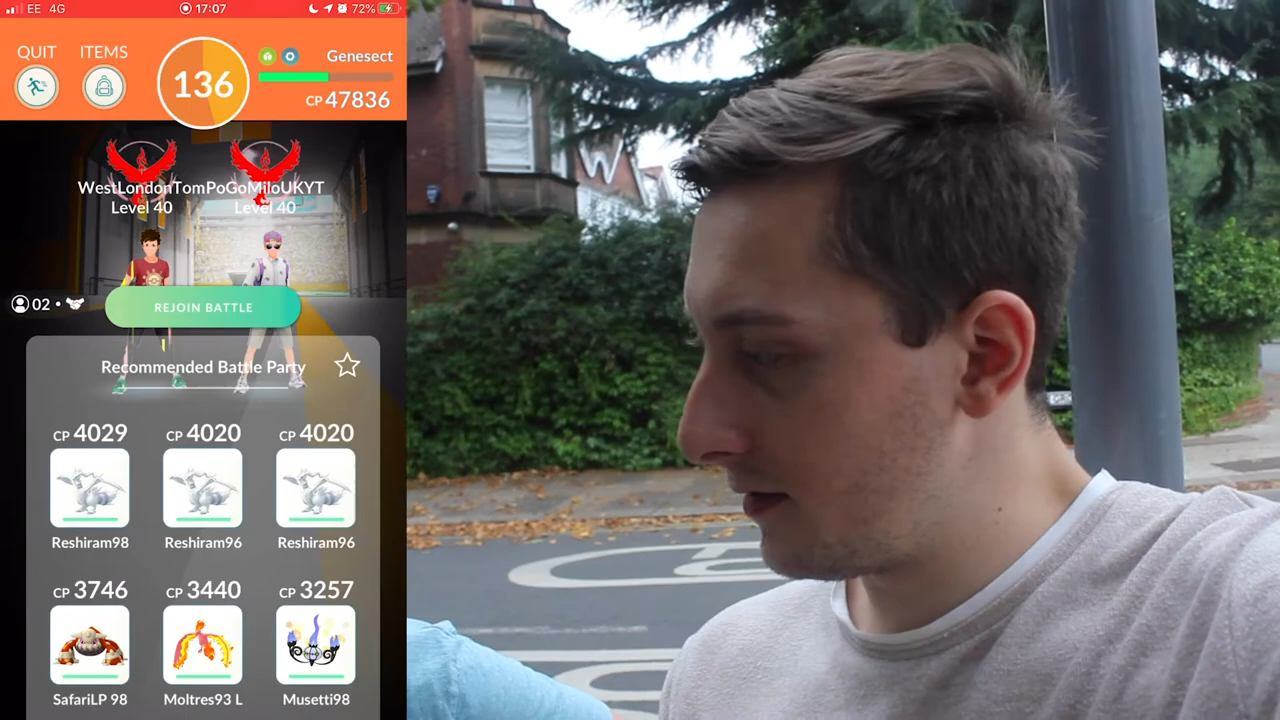 EE 4G 17:07 72%
QUIT ITEMS 136 Genesect
CP 47836
WestLondonTom PoGoMiloUKYT
Level 40 Level 40
02 • REJOIN BATTLE
Recommended Battle Party
CP 4029 CP 4020 CP 4020
Reshiram98 Reshiram96 Reshiram96
CP 3746 CP 3440 CP 3257
SafariLP 98 Moltres93 L Musetti98